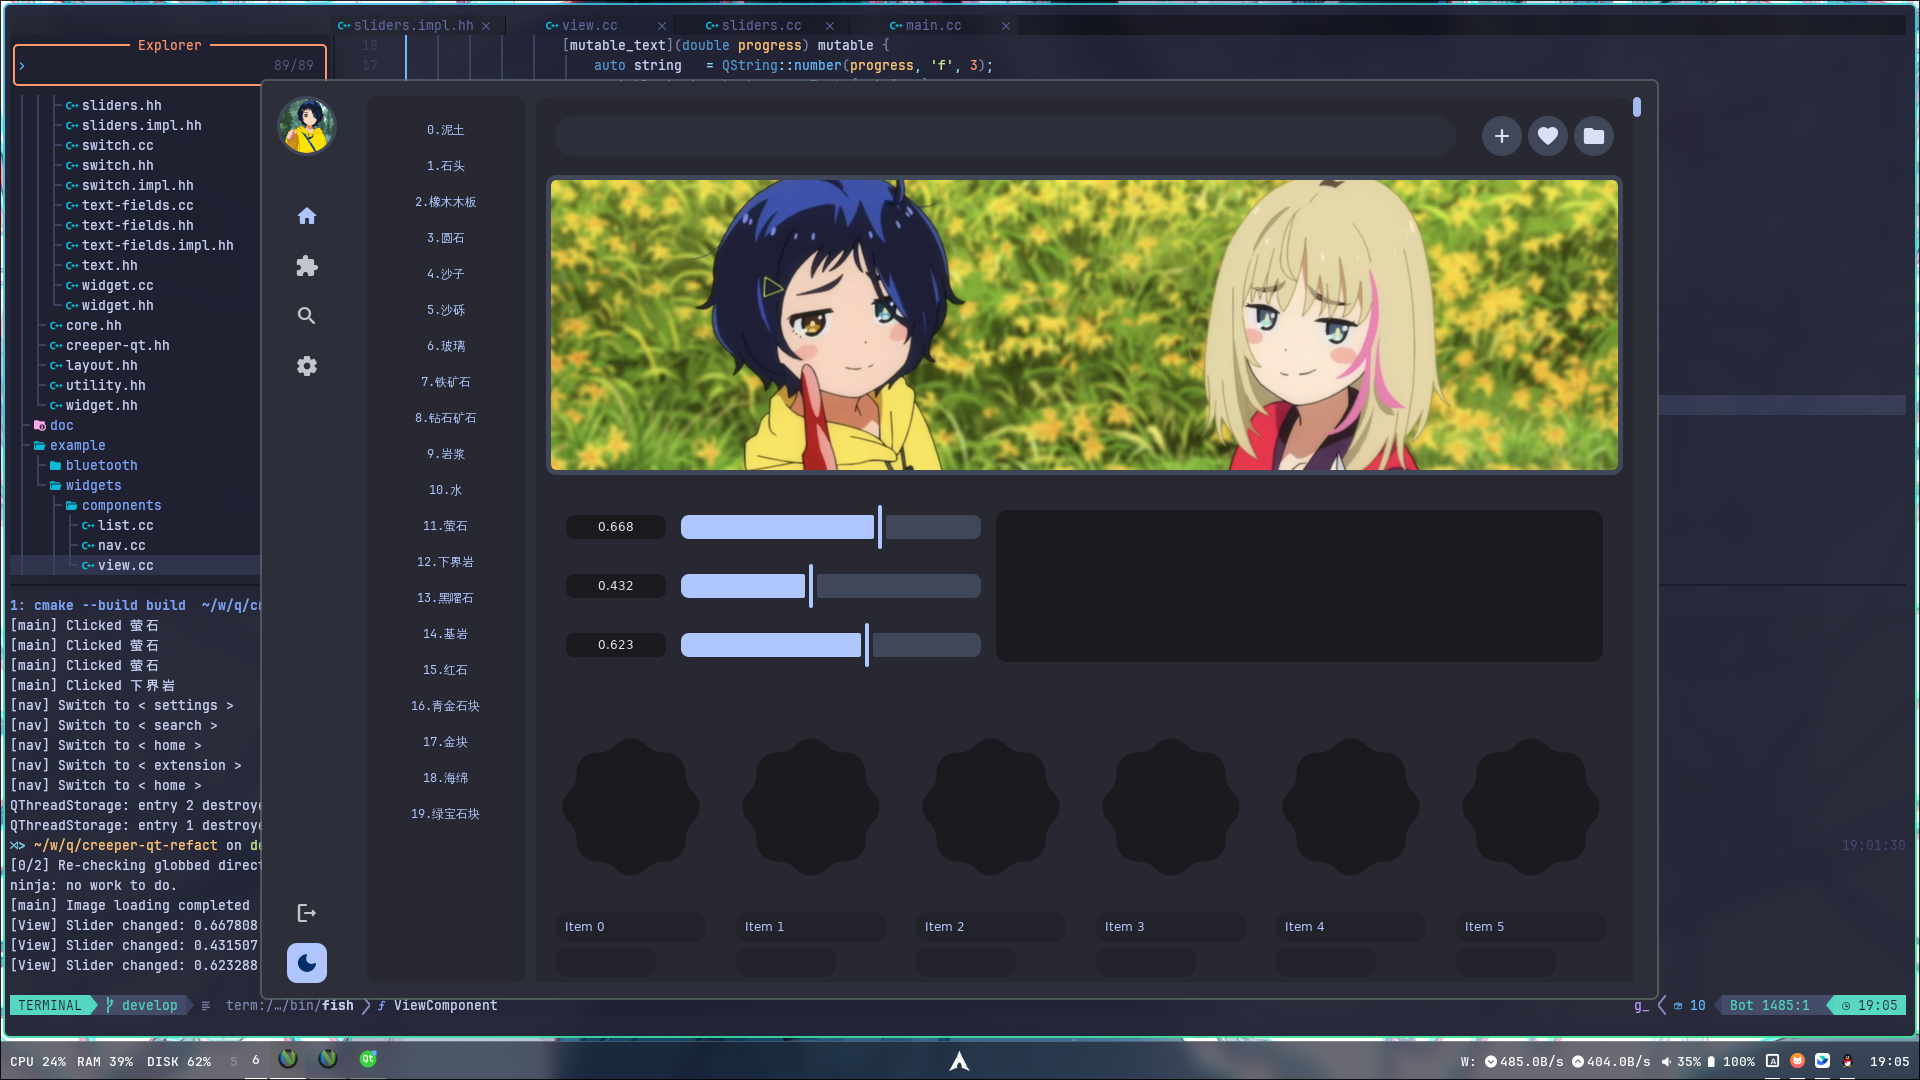 sliders.impl.hh ×
view.cc ×
sliders.cc ×
main.cc ×
Explorer
89/89
18 [mutable_text](double progress) mutable {
17 auto string = QString::number(progress, 'f', 3);
sliders.hh
sliders.impl.hh
switch.cc
switch.hh
switch.impl.hh
text-fields.cc
text-fields.hh
text-fields.impl.hh
text.hh
widget.cc
widget.hh
core.hh
creeper-qt.hh
layout.hh
utility.hh
widget.hh
doc
example
bluetooth
widgets
components
list.cc
nav.cc
view.cc
1: cmake --build build ~/w/q/cr
[main] Clicked 萤石
[main] Clicked 萤石
[main] Clicked 萤石
[main] Clicked 下界岩
[nav] Switch to < settings >
[nav] Switch to < search >
[nav] Switch to < home >
[nav] Switch to < extension >
[nav] Switch to < home >
QThreadStorage: entry 2 destroye
QThreadStorage: entry 1 destroye
~/w/q/creeper-qt-refact on de
[0/2] Re-checking globbed direct
ninja: no work to do.
[main] Image loading completed
[View] Slider changed: 0.667808
[View] Slider changed: 0.431507
[View] Slider changed: 0.623288
0.泥土
1.石头
2.橡木木板
3.圆石
4.沙子
5.沙砾
6.玻璃
7.铁矿石
8.钻石矿石
9.岩浆
10.水
11.萤石
12.下界岩
13.黑曜石
14.基岩
15.红石
16.青金石块
17.金块
18.海绵
19.绿宝石块
0.668
0.432
0.623
Item 0
Item 1
Item 2
Item 3
Item 4
Item 5
19:01:30
TERMINAL develop term:/…/bin/fish ƒ ViewComponent
g_ 10 Bot 1485:1 19:05
CPU 24% RAM 39% DISK 62% 5 6
Qt
W: 485.0B/s 404.0B/s 35% 100% A 19:05